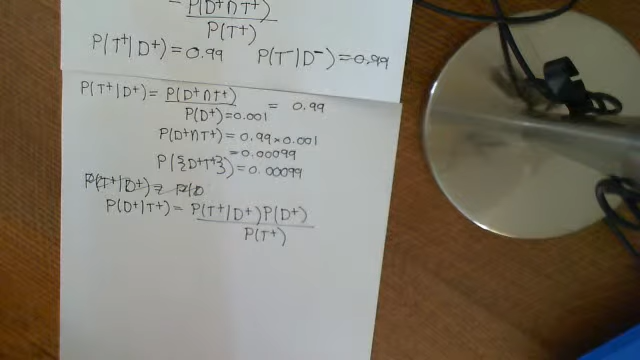 = P(D+∩T+)
P(T+)
P(T+|D+) = 0.99 P(T-|D-) = 0.99
P(T+|D+) = P(D+∩T+) = 0.99
P(D+) = 0.001
P(D+∩T+) = 0.99 × 0.001
= 0.00099
P({D+T+}) = 0.00099
P(D+|T+) = P(T+|D+)P(D+)
P(T+)